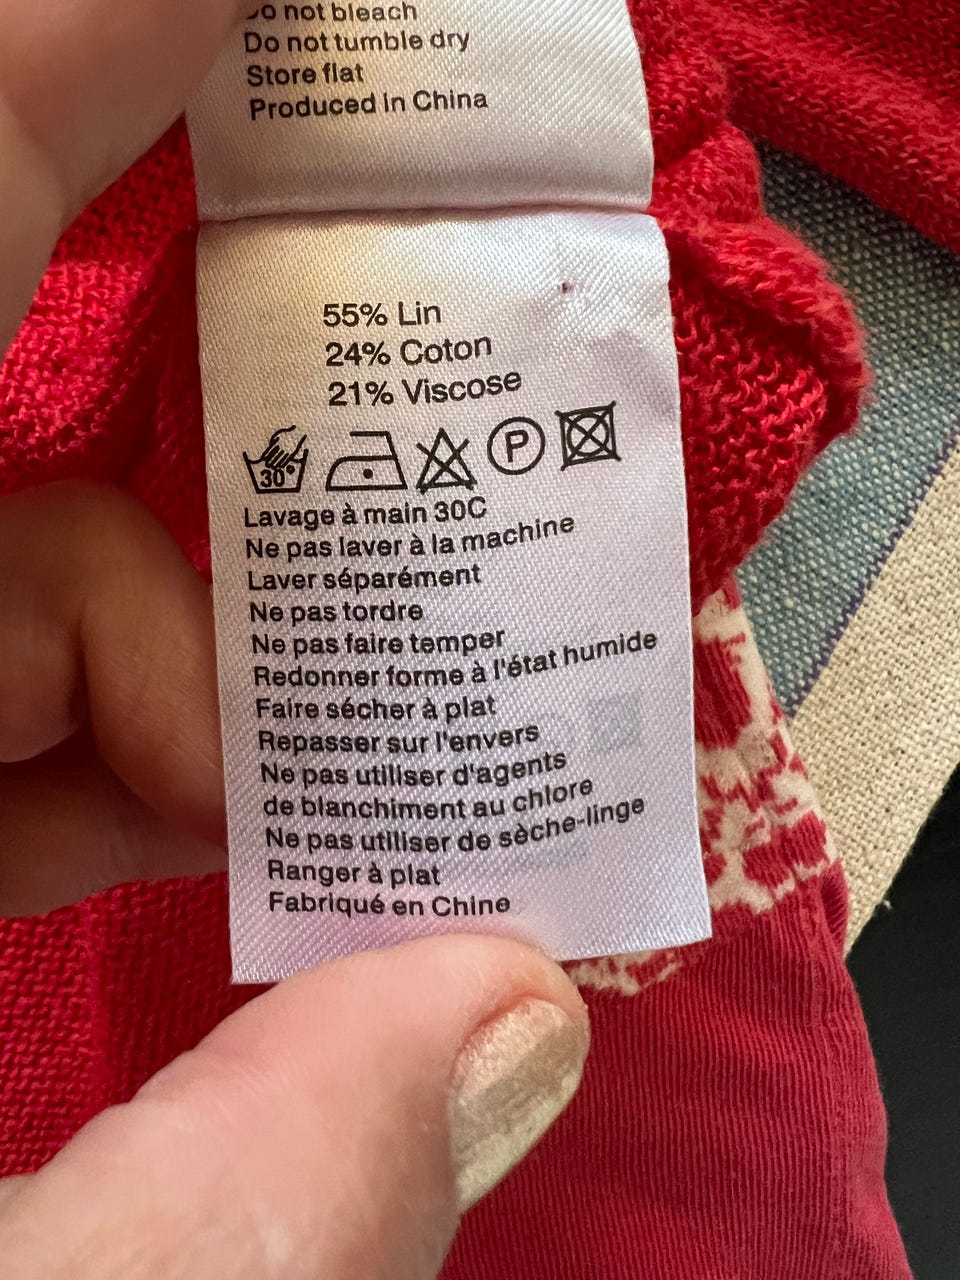 Do not bleach
Do not tumble dry
Store flat
Produced in China
55% Lin
24% Coton
21% Viscose
30° P
Lavage à main 30C
Ne pas laver à la machine
Laver séparément
Ne pas tordre
Ne pas faire temper
Redonner forme à l'état humide
Faire sécher à plat
Repasser sur l'envers
Ne pas utiliser d'agents
de blanchiment au chlore
Ne pas utiliser de sèche-linge
Ranger à plat
Fabriqué en Chine